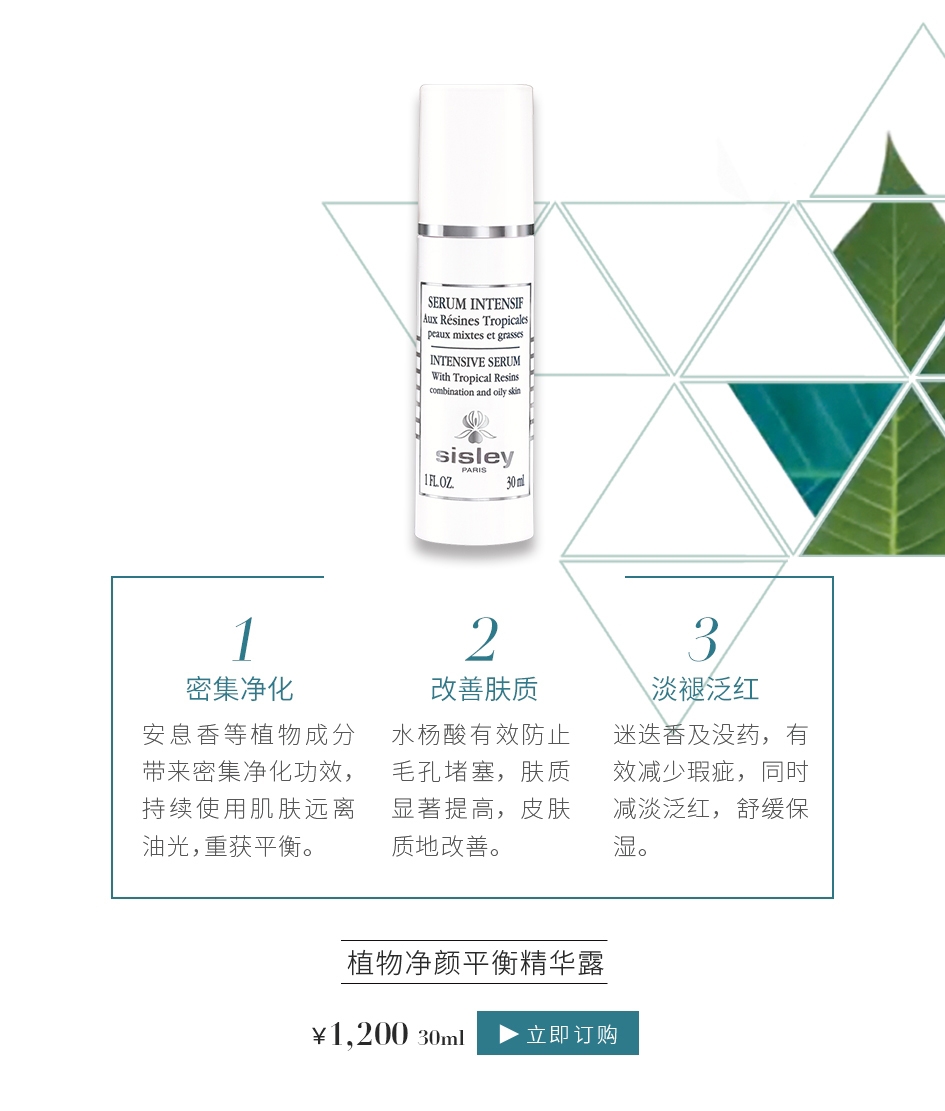 SERUM INTENSIF
Aux Résines Tropicales
peaux mixtes et grasses
INTENSIVE SERUM
With Tropical Resins
combination and oily skin
sisley
PARIS
1 FL.OZ. 30 ml
1
密集净化
安息香等植物成分
带来密集净化功效，
持续使用肌肤远离
油光，重获平衡。
2
改善肤质
水杨酸有效防止
毛孔堵塞，肤质
显著提高，皮肤
质地改善。
3
淡褪泛红
迷迭香及没药，有
效减少瑕疵，同时
减淡泛红，舒缓保
湿。
植物净颜平衡精华露
¥1,200 30ml ▶立即订购